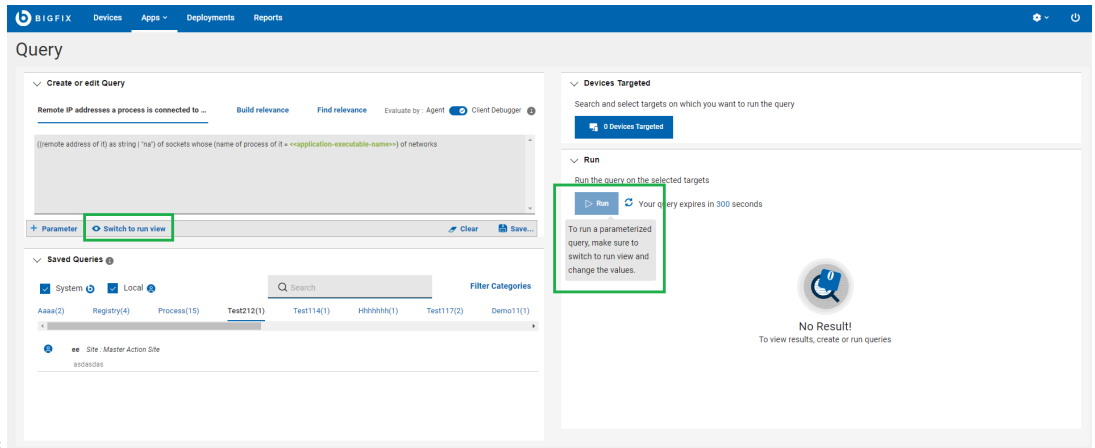 BIGFIX Devices Apps Deployments Reports
Query
Create or edit Query
Remote IP addresses a process is connected to ... Build relevance Find relevance Evaluate by : Agent Client Debugger
((remote address of it) as string | "na") of sockets whose (name of process of it = <<application-executable-name>>) of networks
+ Parameter Switch to run view Clear Save...
Saved Queries
System Local Search Filter Categories
Aaaa(2) Registry(4) Process(15) Test212(1) Test114(1) Hhhhhhh(1) Test117(2) Demo11(1)
ee Site : Master Action Site
asdasdas
Devices Targeted
Search and select targets on which you want to run the query
0 Devices Targeted
Run
Run the query on the selected targets
Run Your query expires in 300 seconds
To run a parameterized
query, make sure to
switch to run view and
change the values.
No Result!
To view results, create or run queries